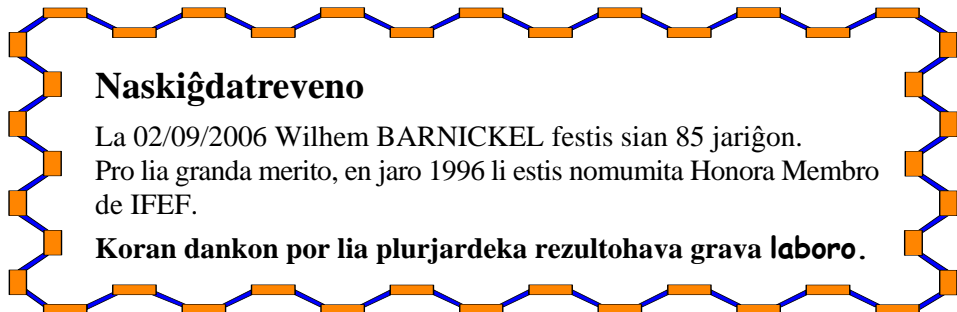 Naskiĝdatreveno
La 02/09/2006 Wilhem BARNICKEL festis sian 85 jariĝon.
Pro lia granda merito, en jaro 1996 li estis nomumita Honora Membro
de IFEF.
Koran dankon por lia plurjardeka rezultohava grava laboro.